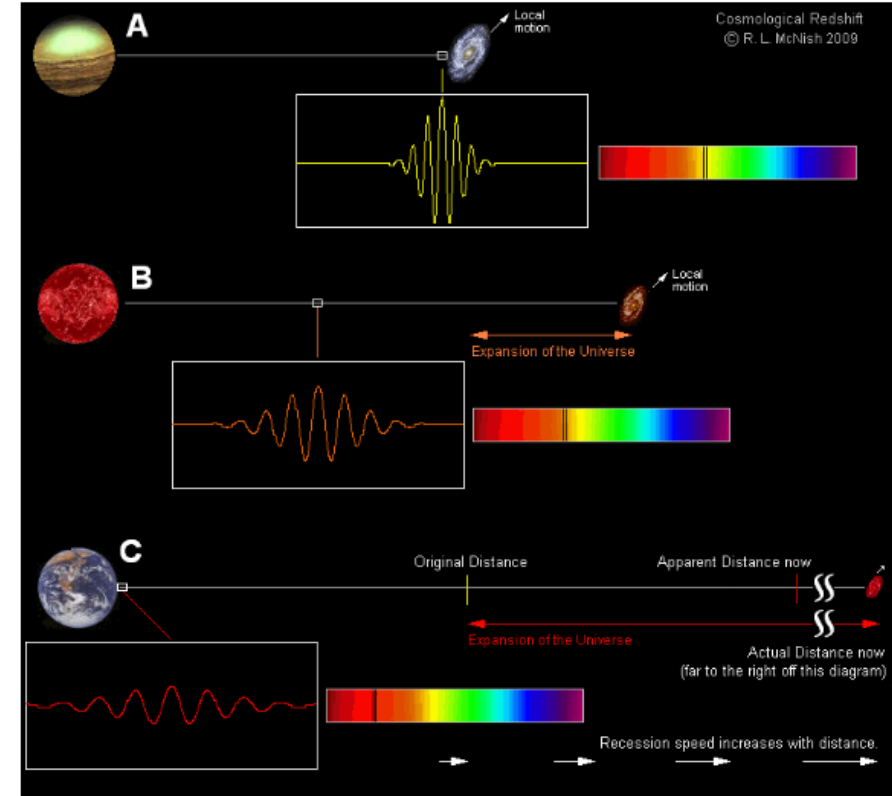 A
Local
motion
Cosmological Redshift
© R. L. McNish 2009
B
Local
motion
Expansion of the Universe
C
Original Distance
Apparent Distance now
Expansion of the Universe
Actual Distance now
(far to the right off this diagram)
Recession speed increases with distance.